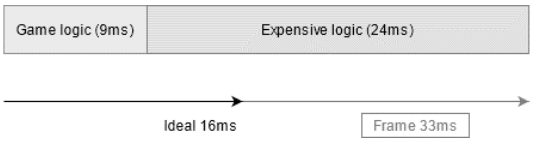 Game logic (9ms) Expensive logic (24ms)
Ideal 16ms Frame 33ms